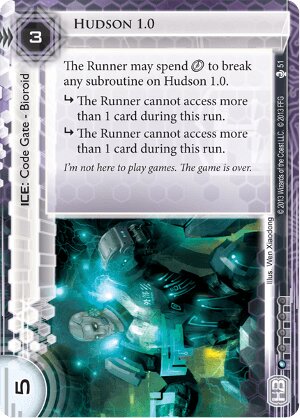 HUDSON 1.0
3
The Runner may spend to break
any subroutine on Hudson 1.0.
↳ The Runner cannot access more
than 1 card during this run.
↳ The Runner cannot access more
than 1 card during this run.
I'm not here to play games. The game is over.
ICE: Code Gate - Bioroid
51
© 2013 Wizards of the Coast LLC. © 2013 FFG
Illus. Wen Xiaodong
5
HB